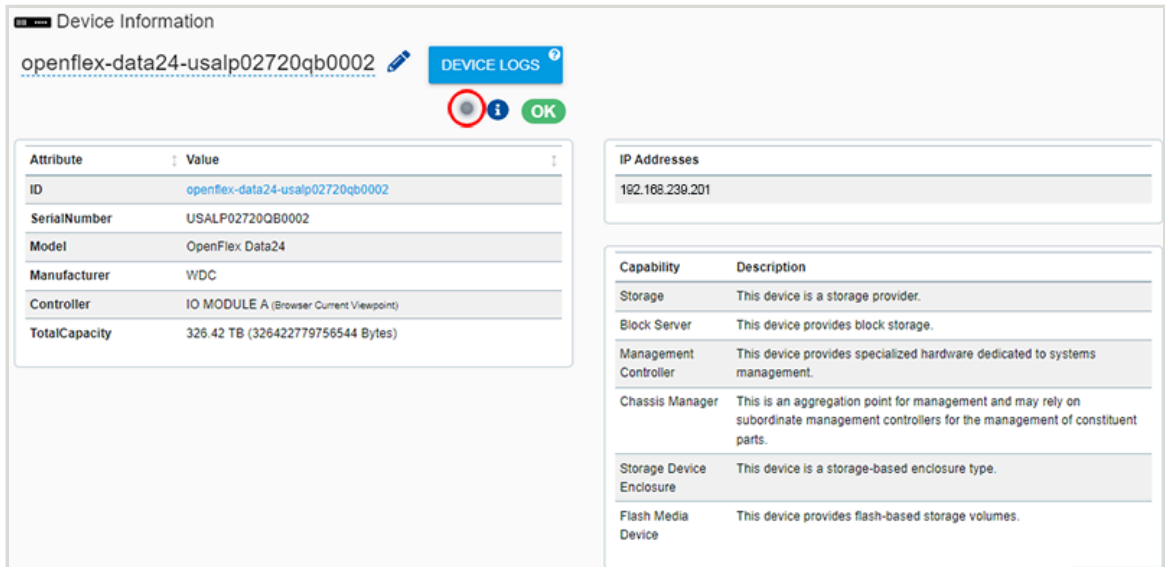 Device Information
openflex-data24-usalp02720qb0002
DEVICE LOGS ?
i OK
Attribute Value
ID openflex-data24-usalp02720qb0002
SerialNumber USALP02720QB0002
Model OpenFlex Data24
Manufacturer WDC
Controller IO MODULE A (Browser Current Viewpoint)
TotalCapacity 326.42 TB (326422779756544 Bytes)
IP Addresses
192.168.239.201
Capability Description
Storage This device is a storage provider.
Block Server This device provides block storage.
Management This device provides specialized hardware dedicated to systems
Controller management.
Chassis Manager This is an aggregation point for management and may rely on
subordinate management controllers for the management of constituent
parts.
Storage Device This device is a storage-based enclosure type.
Enclosure
Flash Media This device provides flash-based storage volumes.
Device